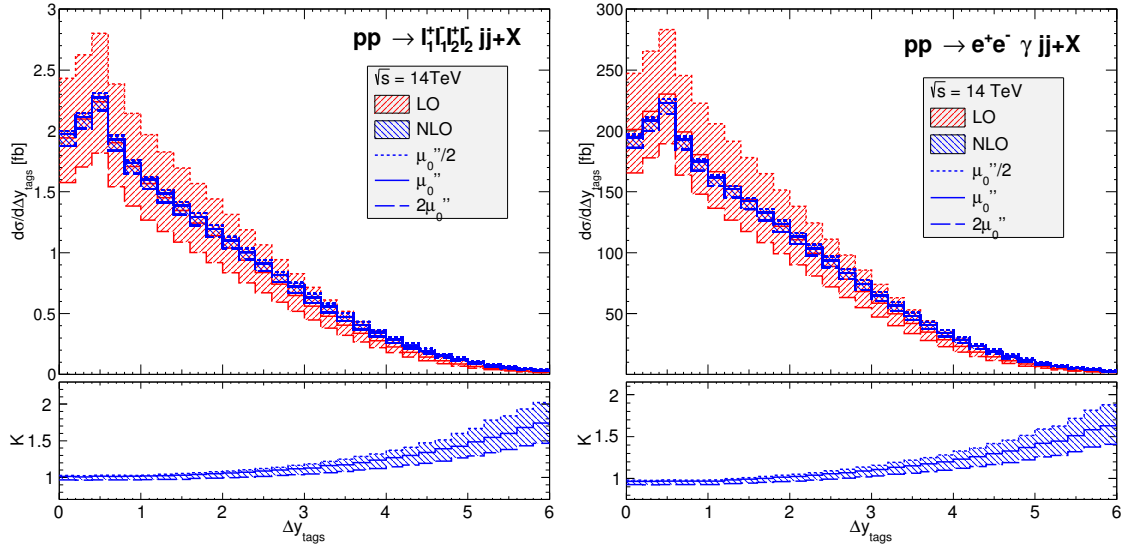 pp → l₁⁺l₁⁻l₂⁺l₂⁻ jj+X
√s = 14TeV
LO
NLO
μ₀''/2
μ₀''
2μ₀''
dσ/dΔy_tags [fb]
3
2.5
2
1.5
1
0.5
0
K
2
1.5
1
0 1 2 3 4 5 6
Δy_tags
pp → e⁺e⁻ γ jj+X
√s = 14 TeV
LO
NLO
μ₀''/2
μ₀''
2μ₀''
dσ/dΔy_tags [fb]
300
250
200
150
100
50
K
2
1.5
1
0 1 2 3 4 5 6
Δy_tags